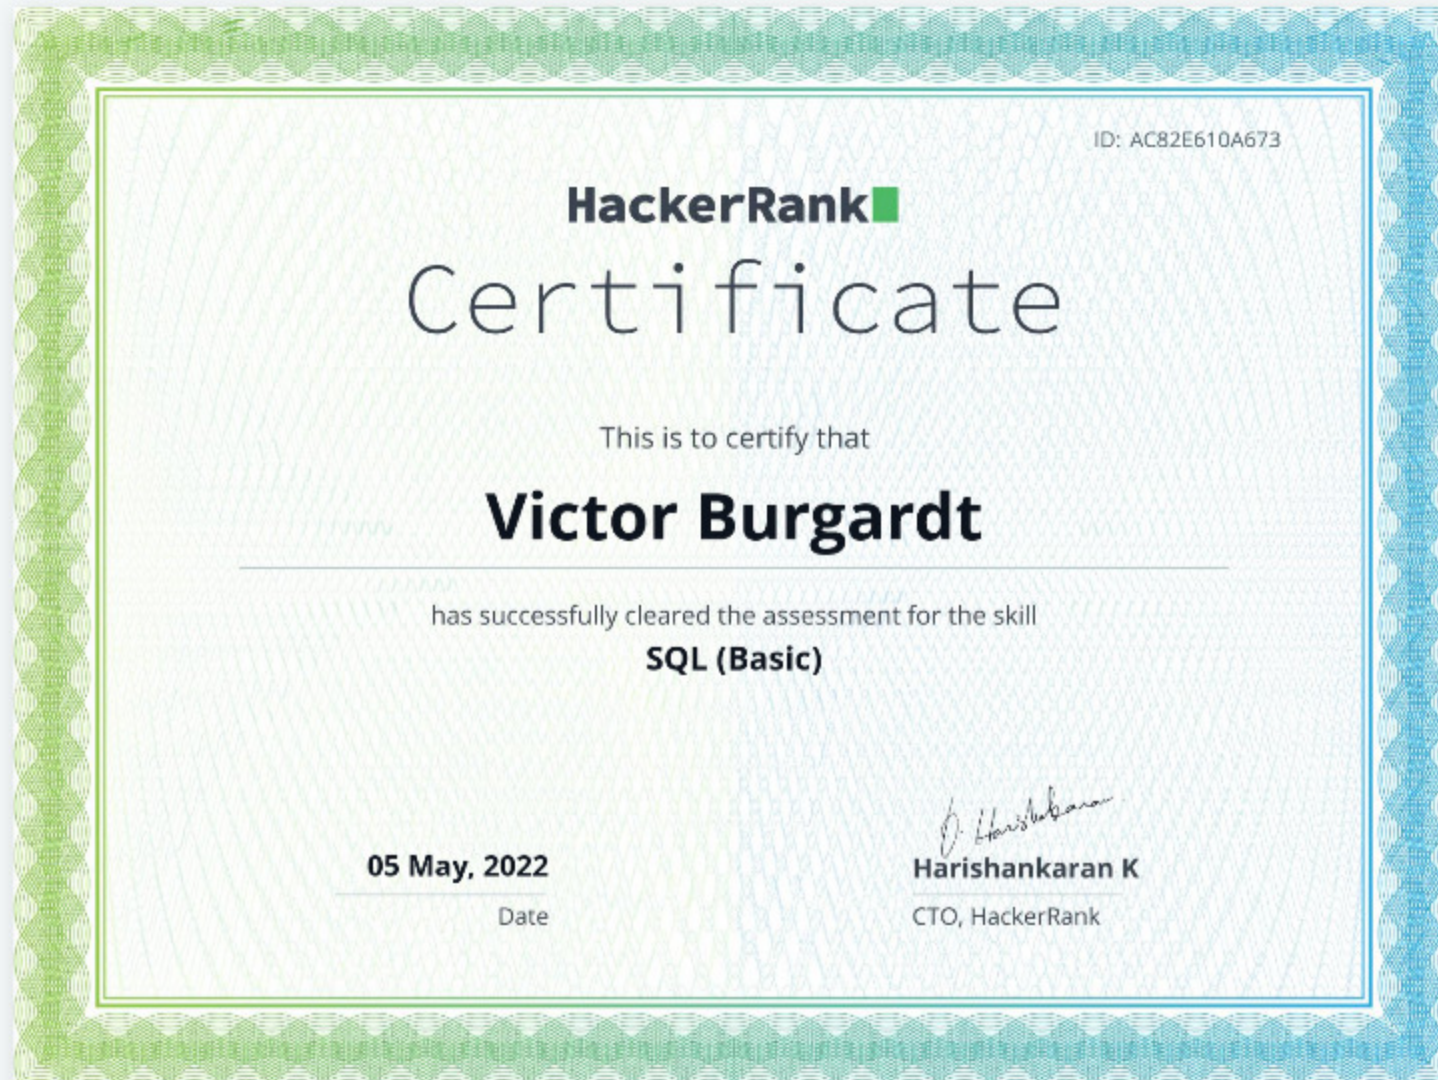 ID: AC82E610A673
HackerRank
Certificate
This is to certify that
Victor Burgardt
has successfully cleared the assessment for the skill
SQL (Basic)
05 May, 2022
Date
D. Harishankaran
Harishankaran K
CTO, HackerRank